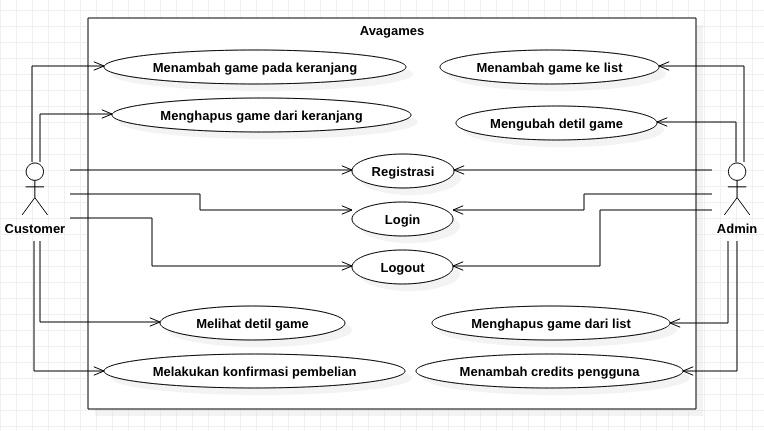 Avagames
Menambah game pada keranjang
Menambah game ke list
Menghapus game dari keranjang
Mengubah detil game
Registrasi
Login
Customer
Admin
Logout
Melihat detil game
Menghapus game dari list
Melakukan konfirmasi pembelian
Menambah credits pengguna